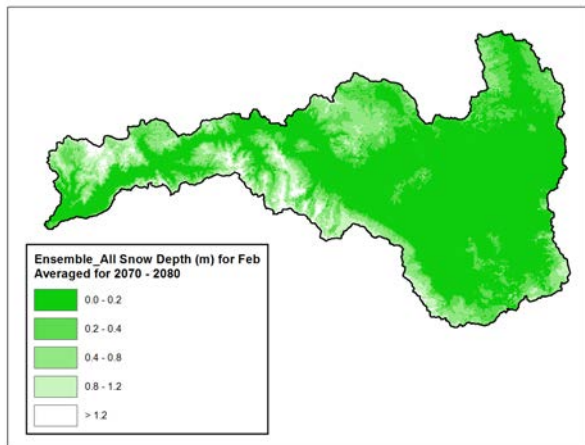 Ensemble_All Snow Depth (m) for Feb
Averaged for 2070 - 2080
0.0 - 0.2
0.2 - 0.4
0.4 - 0.8
0.8 - 1.2
> 1.2